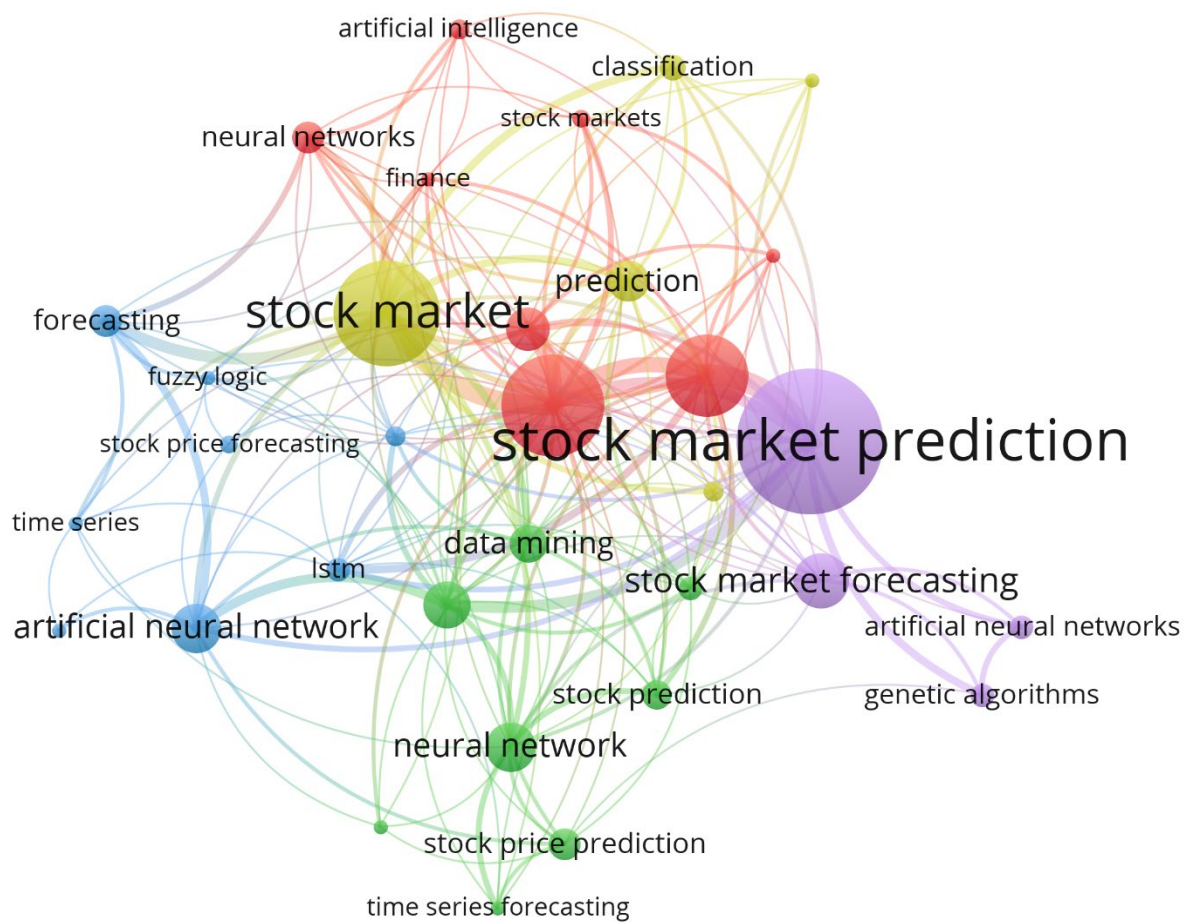 artificial intelligence
classification
stock markets
neural networks
finance
prediction
stock market
forecasting
fuzzy logic
stock market prediction
stock price forecasting
time series
data mining
lstm
stock market forecasting
artificial neural network
artificial neural networks
stock prediction
genetic algorithms
neural network
stock price prediction
time series forecasting